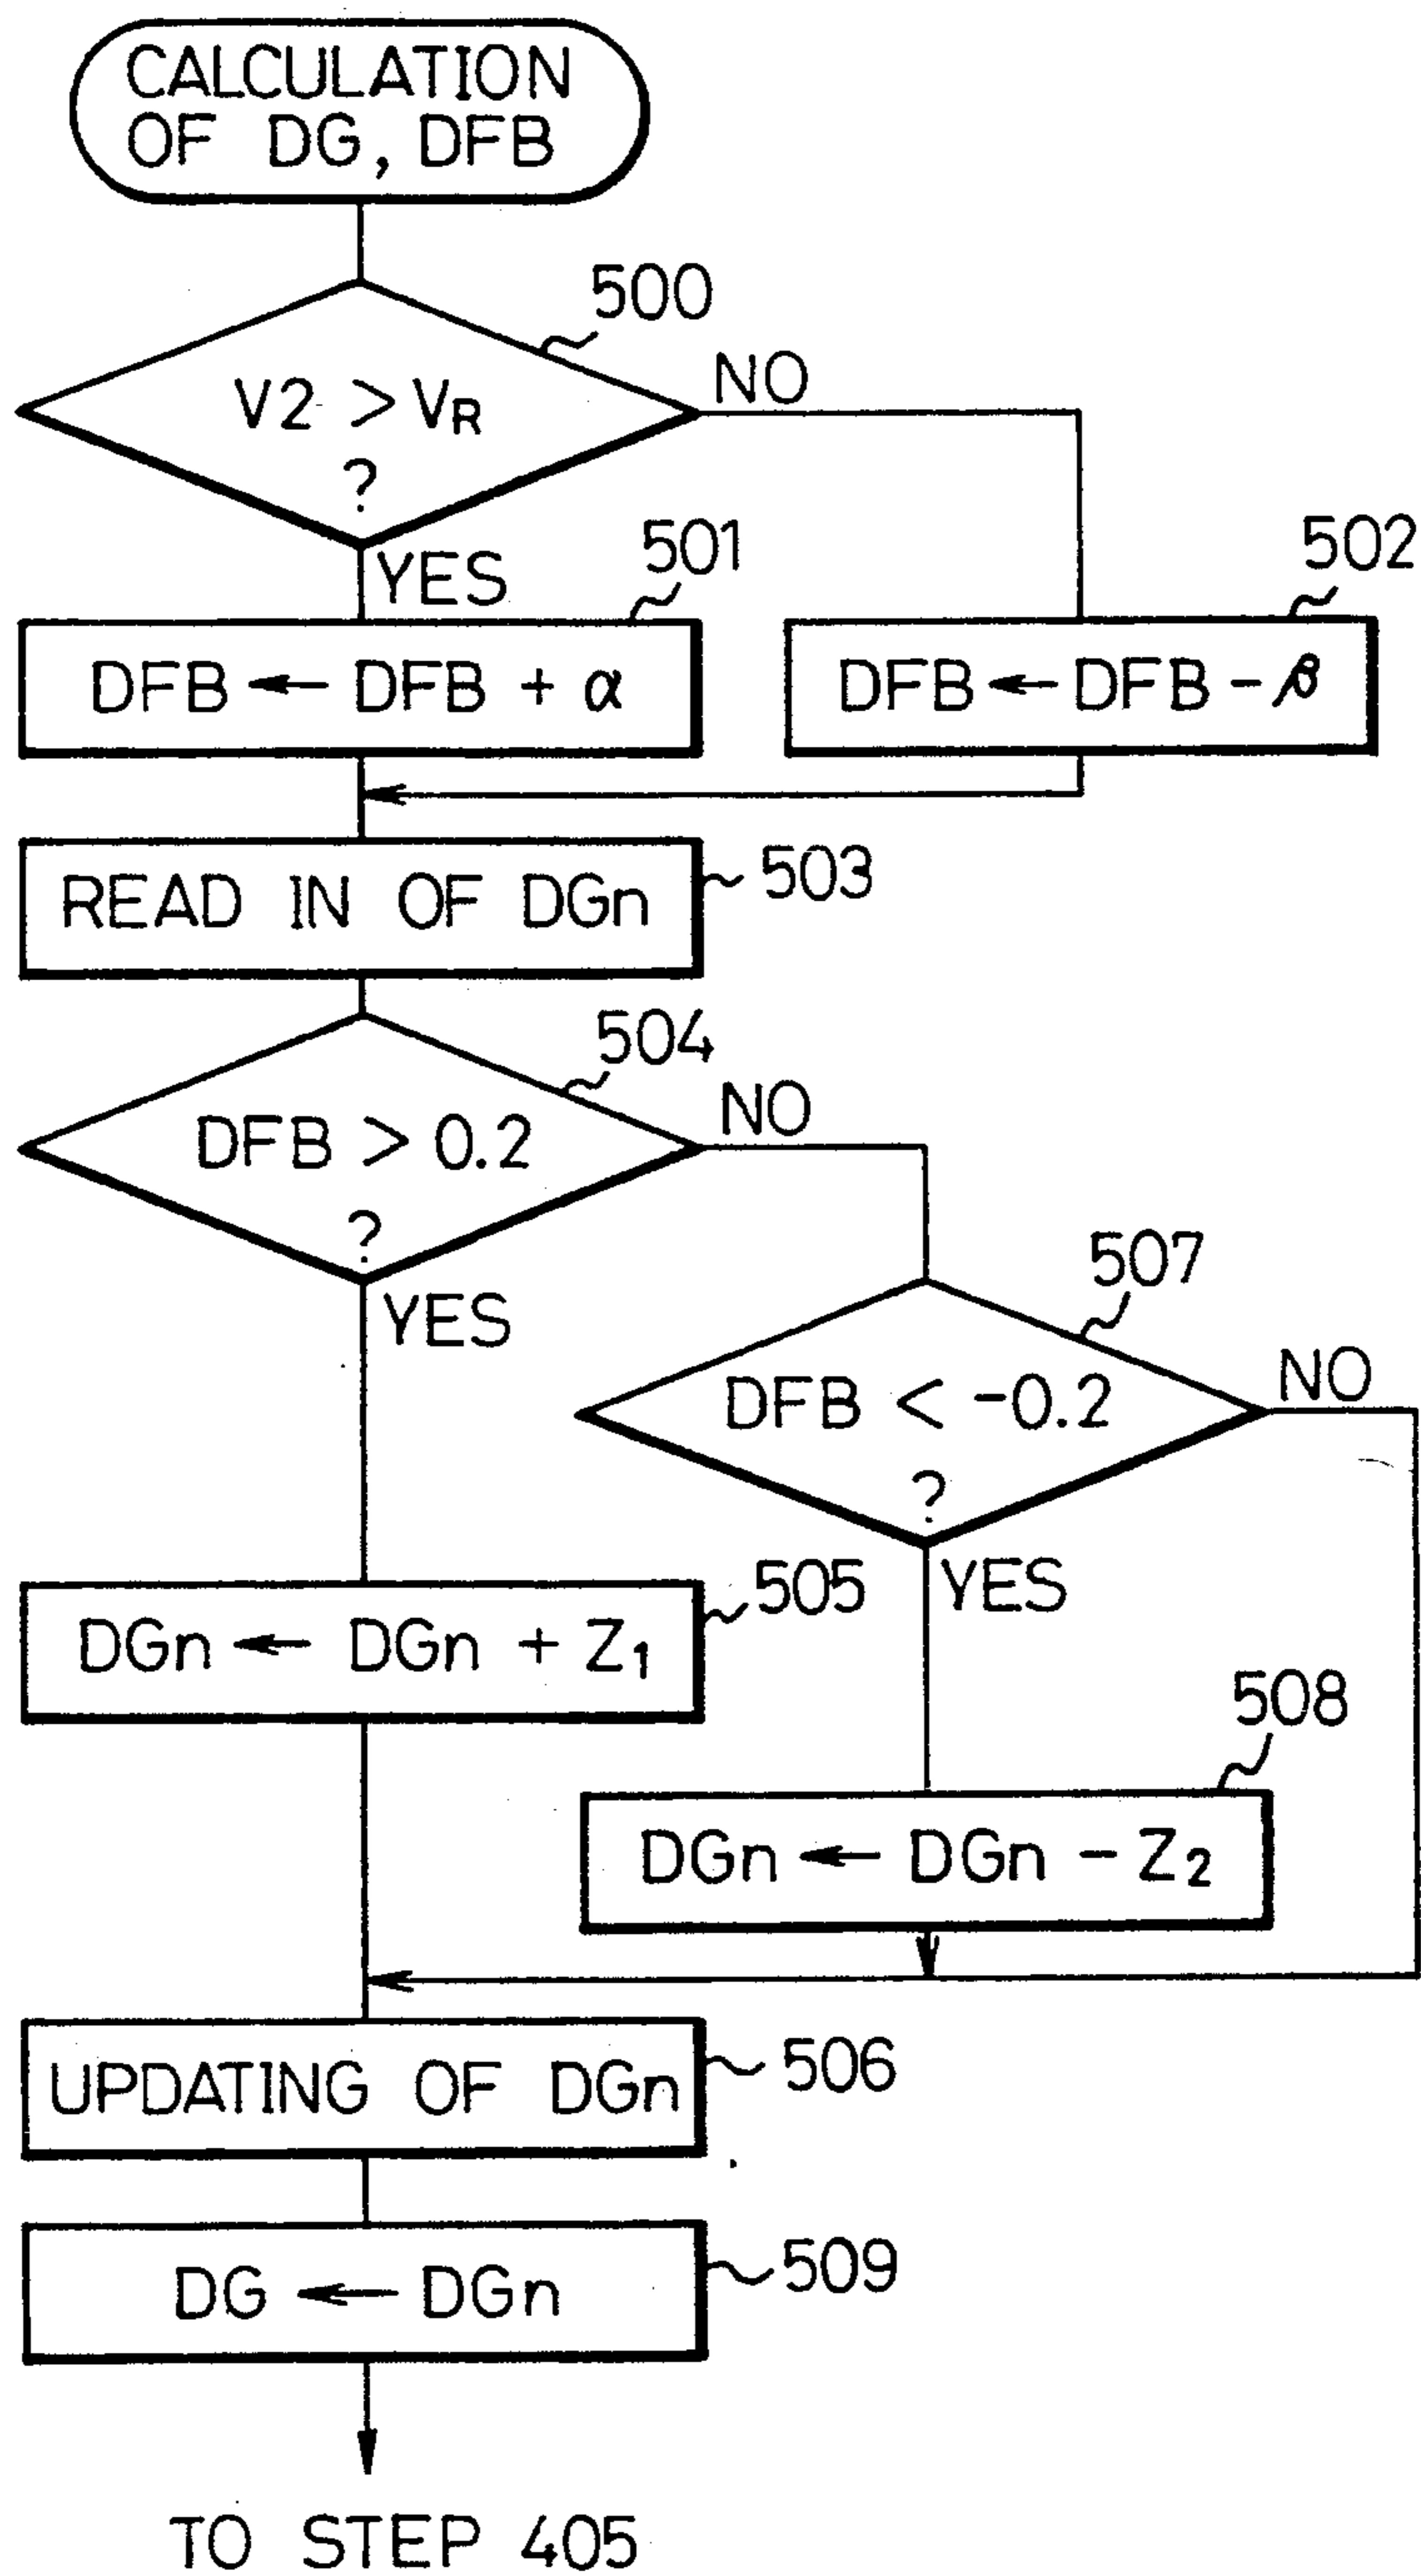 CALCULATION
OF DG, DFB
500
V2 > VR
?
NO
YES
501
502
DFB ← DFB + α
DFB ← DFB - β
READ IN OF DGn
503
504
DFB > 0.2
?
NO
YES
507
DFB < -0.2
?
NO
YES
505
DGn ← DGn + Z1
508
DGn ← DGn - Z2
UPDATING OF DGn
506
DG ← DGn
509
TO STEP 405